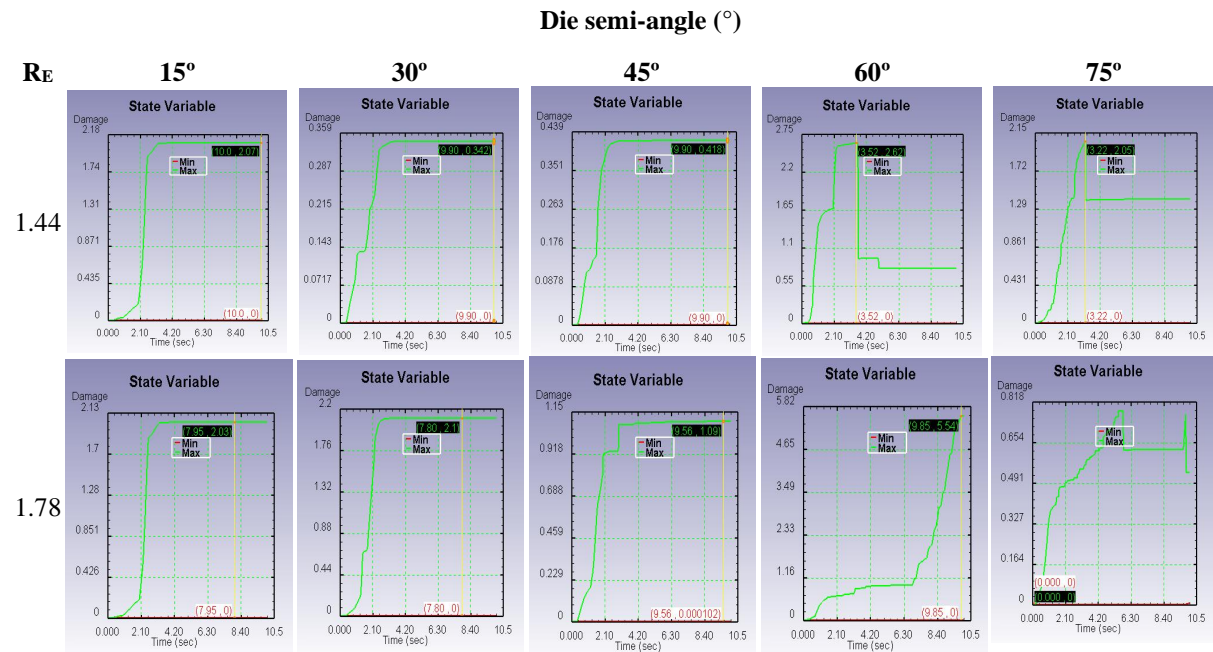 Die semi-angle (°)
RE 15º 30º 45º 60º 75º
1.44
State Variable
Damage
2.18
1.74
1.31
0.871
0.435
0
(10.0 , 2.07)
Min
Max
(10.0 , 0)
0.000 2.10 4.20 6.30 8.40 10.5
Time (sec)
State Variable
Damage
0.359
0.287
0.215
0.143
0.0717
0
(9.90 , 0.342)
Min
Max
(9.90 , 0)
0.000 2.10 4.20 6.30 8.40 10.5
Time (sec)
State Variable
Damage
0.439
0.351
0.263
0.176
0.0878
0
(9.90 , 0.418)
Min
Max
(9.90 , 0)
0.000 2.10 4.20 6.30 8.40 10.5
Time (sec)
State Variable
Damage
2.75
2.2
1.65
1.1
0.55
0
(3.52 , 2.62)
Min
Max
(3.52 , 0)
0.000 2.10 4.20 6.30 8.40 10.5
Time (sec)
State Variable
Damage
2.15
1.72
1.29
0.861
0.431
0
(3.22 , 2.05)
Min
Max
(3.22 , 0)
0.000 2.10 4.20 6.30 8.40 10.5
Time (sec)
1.78
State Variable
Damage
2.13
1.7
1.28
0.851
0.426
0
(7.95 , 2.03)
Min
Max
(7.95 , 0)
0.000 2.10 4.20 6.30 8.40 10.5
Time (sec)
State Variable
Damage
2.2
1.76
1.32
0.88
0.44
0
(7.80 , 2.1)
Min
Max
(7.80 , 0)
0.000 2.10 4.20 6.30 8.40 10.5
Time (sec)
State Variable
Damage
1.15
0.918
0.688
0.459
0.229
0
(9.56 , 1.09)
Min
Max
(9.56 , 0.000102)
0.000 2.10 4.20 6.30 8.40 10.5
Time (sec)
State Variable
Damage
5.82
4.65
3.49
2.33
1.16
0
(9.85 , 5.54)
Min
Max
(9.85 , 0)
0.000 2.10 4.20 6.30 8.40 10.5
Time (sec)
State Variable
Damage
0.818
0.654
0.491
0.327
0.164
0
Min
Max
(0.000 , 0)
(0.000 , 0)
0.000 2.10 4.20 6.30 8.40 10.5
Time (sec)